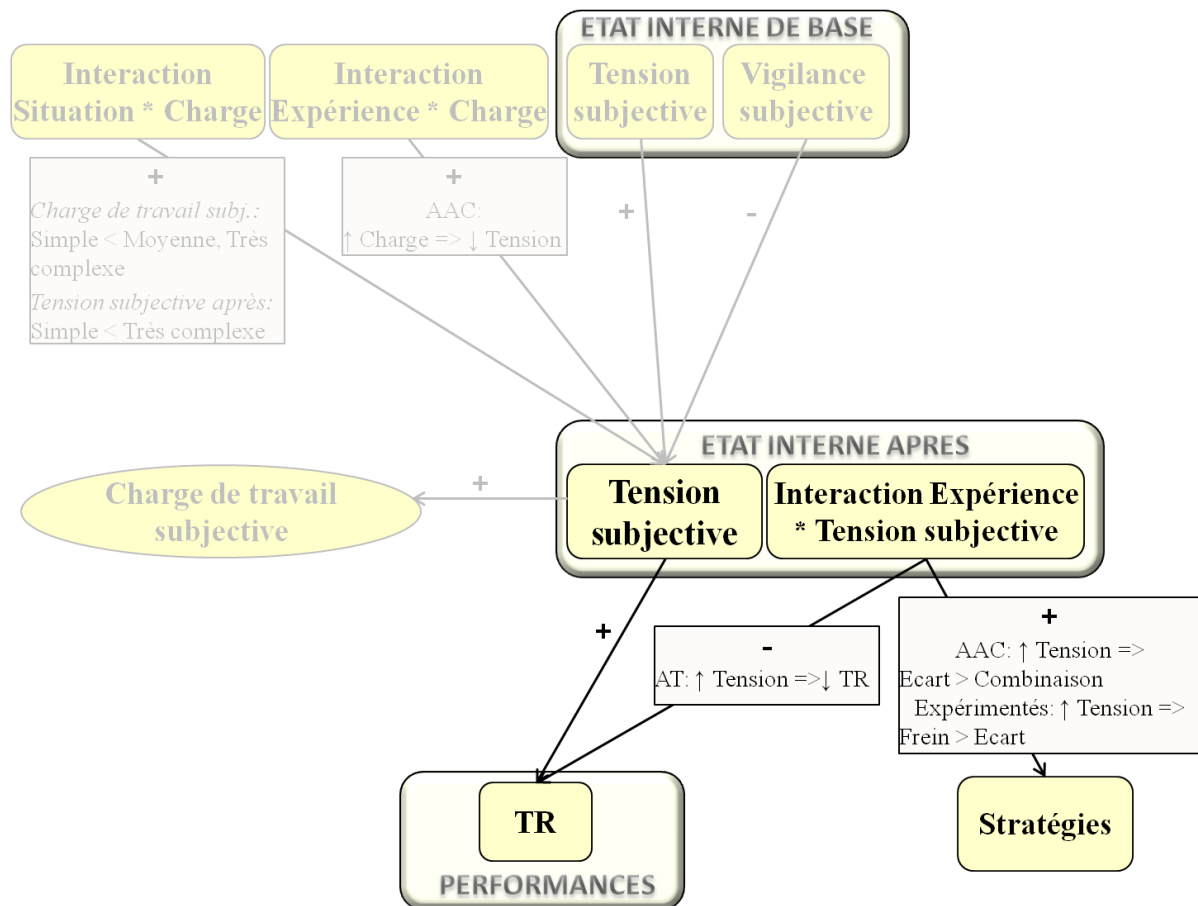 ETAT INTERNE DE BASE
Interaction
Situation * Charge
Interaction
Expérience * Charge
Tension
subjective
Vigilance
subjective
+
Charge de travail subj.:
Simple < Moyenne, Très
complexe
Tension subjective après:
Simple < Très complexe
+
AAC:
↑ Charge => ↓ Tension
+
-
ETAT INTERNE APRES
Charge de travail
subjective
+
Tension
subjective
Interaction Expérience
* Tension subjective
+
-
AT: ↑ Tension =>↓ TR
+
AAC: ↑ Tension =>
Ecart > Combinaison
Expérimentés: ↑ Tension =>
Frein > Ecart
TR
PERFORMANCES
Stratégies